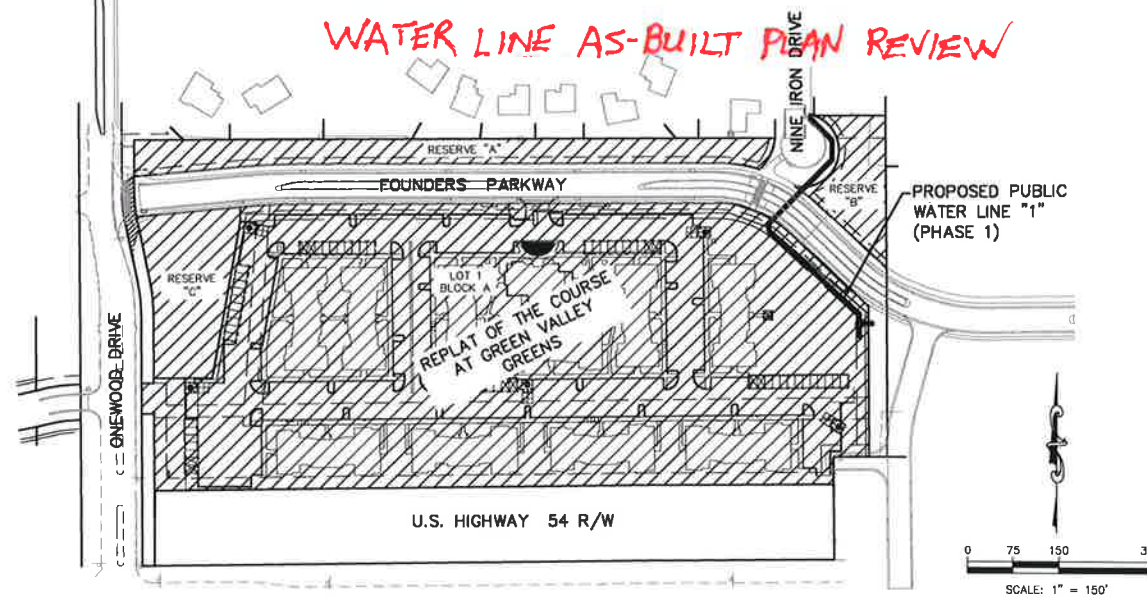 WATER LINE AS-BUILT PLAN REVIEW
NINE IRON DRIVE
RESERVE "A"
FOUNDERS PARKWAY
RESERVE
"B"
PROPOSED PUBLIC
WATER LINE "1"
(PHASE 1)
RESERVE
"C"
LOT 1
BLOCK A
REPLAT OF THE COURSE
AT GREEN VALLEY
GREENS
ONEWOOD DRIVE
U.S. HIGHWAY 54 R/W
0 75 150 3
SCALE: 1" = 150'